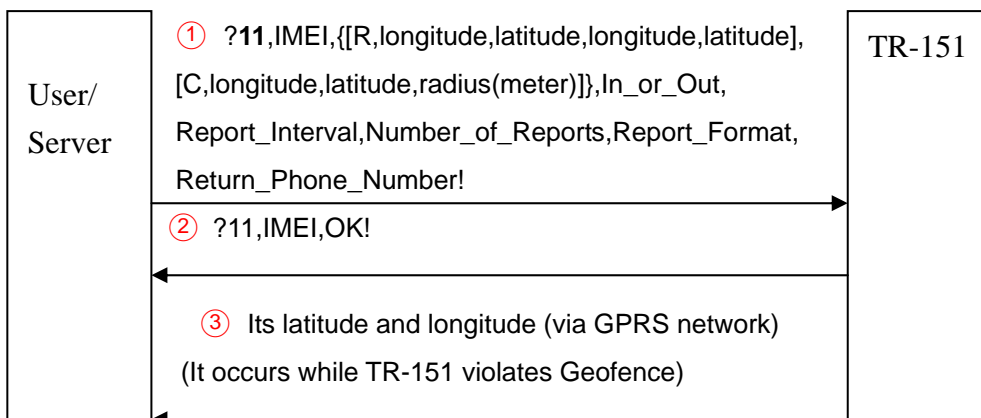 ① ?11,IMEI,{[R,longitude,latitude,longitude,latitude],
[C,longitude,latitude,radius(meter)]},In_or_Out,
Report_Interval,Number_of_Reports,Report_Format,
Return_Phone_Number!
User/
Server
TR-151
② ?11,IMEI,OK!
③ Its latitude and longitude (via GPRS network)
(It occurs while TR-151 violates Geofence)